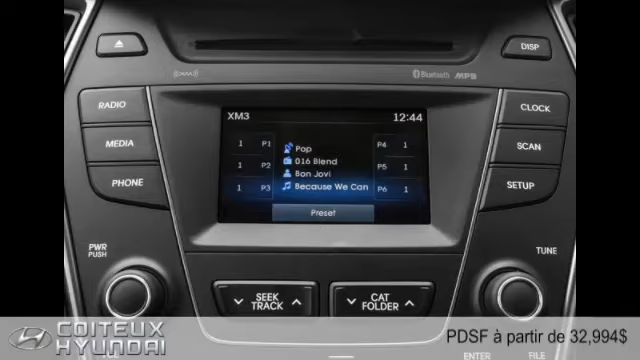 DISP
XM
Bluetooth MP3
RADIO
MEDIA
PHONE
CLOCK
SCAN
SETUP
XM3 12:44
1 P1 Pop P4 1
016 Blend
1 P2 Bon Jovi P5 1
1 P3 Because We Can P6 1
Preset
PWR
PUSH
TUNE
SEEK
TRACK
CAT
FOLDER
ENTER FILE
COITEUX
HYUNDAI
PDSF à partir de 32,994$